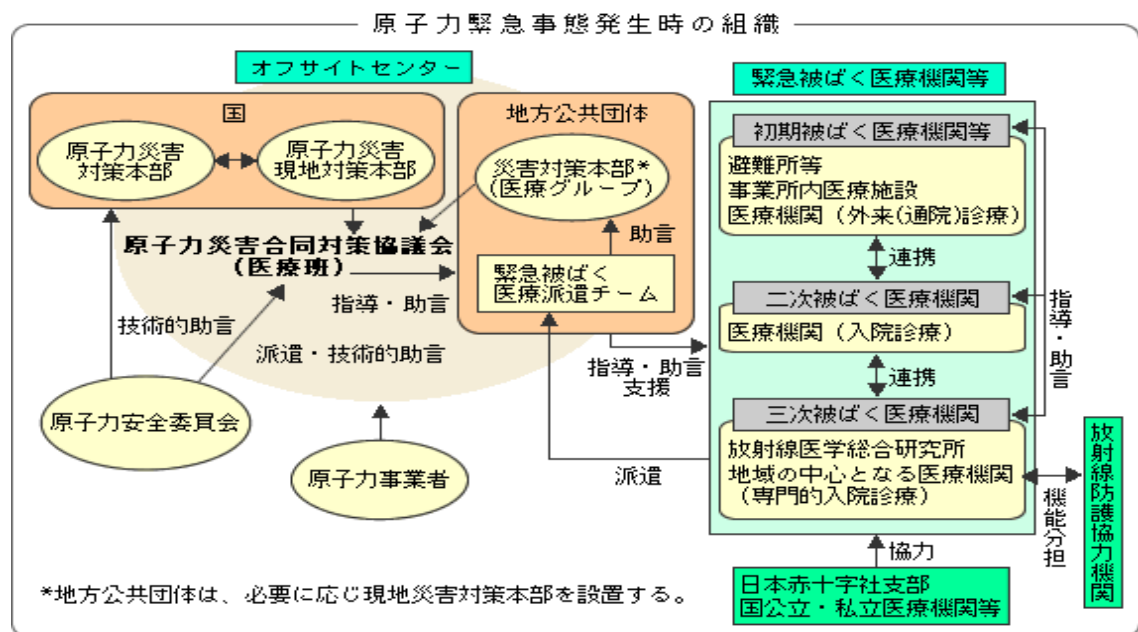 原子力緊急事態発生時の組織
オフサイトセンター
緊急被ばく医療機関等
国
原子力災害
対策本部
原子力災害
現地対策本部
地方公共団体
災害対策本部*
(医療グループ)
助言
緊急被ばく
医療派遣チーム
原子力災害合同対策協議会
(医療班)
指導・助言
技術的助言
派遣・技術的助言
原子力安全委員会
原子力事業者
指導・助言
支援
派遣
初期被ばく医療機関等
避難所等
事業所内医療施設
医療機関(外来(通院)診療)
連携
二次被ばく医療機関
医療機関(入院診療)
連携
三次被ばく医療機関
放射線医学総合研究所
地域の中心となる医療機関
(専門的入院診療)
指導・助言
機能分担
放射線防護協力機関
協力
日本赤十字社支部
国公立・私立医療機関等
*地方公共団体は、必要に応じ現地災害対策本部を設置する。